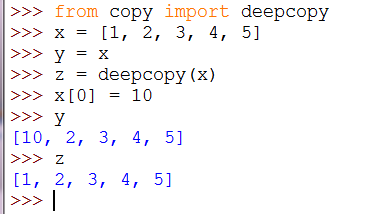 >>> from copy import deepcopy
>>> x = [1, 2, 3, 4, 5]
>>> y = x
>>> z = deepcopy(x)
>>> x[0] = 10
>>> y
[10, 2, 3, 4, 5]
>>> z
[1, 2, 3, 4, 5]
>>>